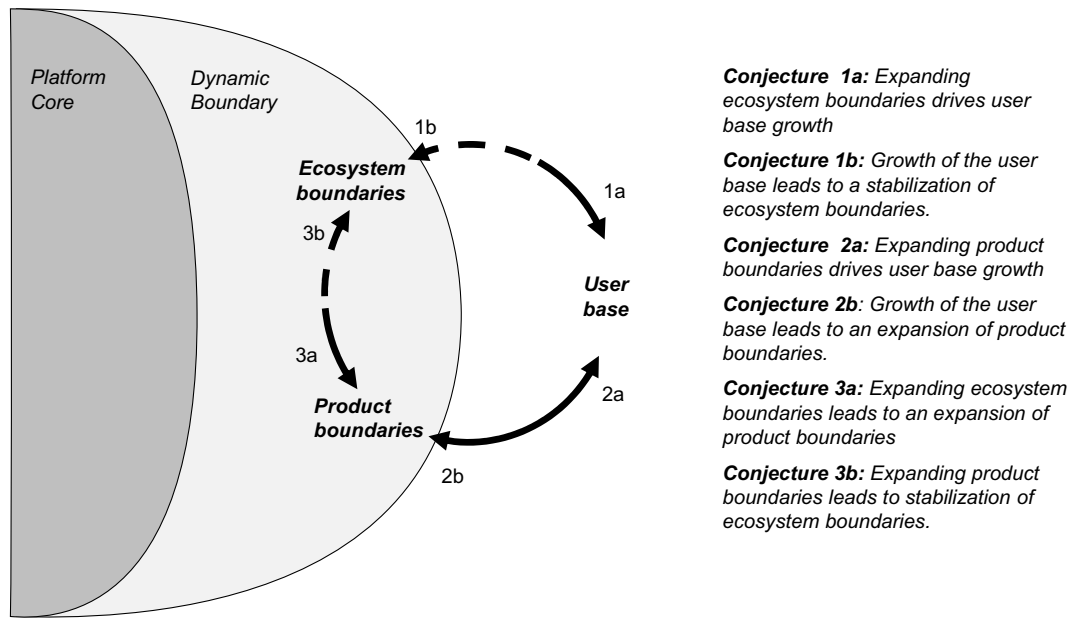 Platform
Core
Dynamic
Boundary
1b
Ecosystem
boundaries
1a
3b
User
base
3a
Product
boundaries
2a
2b
Conjecture 1a: Expanding
ecosystem boundaries drives user
base growth
Conjecture 1b: Growth of the user
base leads to a stabilization of
ecosystem boundaries.
Conjecture 2a: Expanding product
boundaries drives user base growth
Conjecture 2b: Growth of the user
base leads to an expansion of product
boundaries.
Conjecture 3a: Expanding ecosystem
boundaries leads to an expansion of
product boundaries
Conjecture 3b: Expanding product
boundaries leads to stabilization of
ecosystem boundaries.